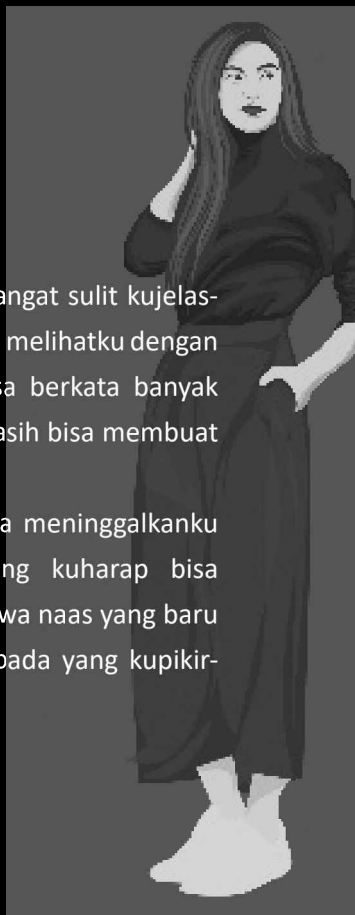 angat sulit kujelas-
melihatku dengan
sa berkata banyak
asih bisa membuat
a meninggalkanku
ng kuharap bisa
wa naas yang baru
pada yang kupikir-